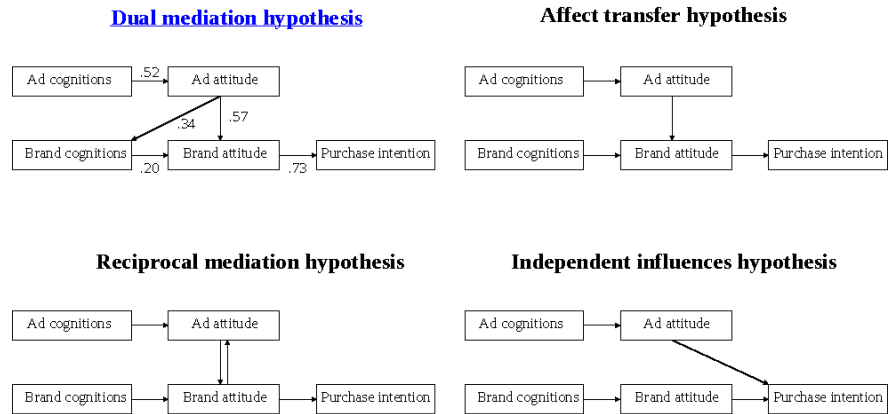 Dual mediation hypothesis
Ad cognitions .52 Ad attitude
.34 .57
Brand cognitions .20 Brand attitude .73 Purchase intention
Affect transfer hypothesis
Ad cognitions Ad attitude
Brand cognitions Brand attitude Purchase intention
Reciprocal mediation hypothesis
Ad cognitions Ad attitude
Brand cognitions Brand attitude Purchase intention
Independent influences hypothesis
Ad cognitions Ad attitude
Brand cognitions Brand attitude Purchase intention